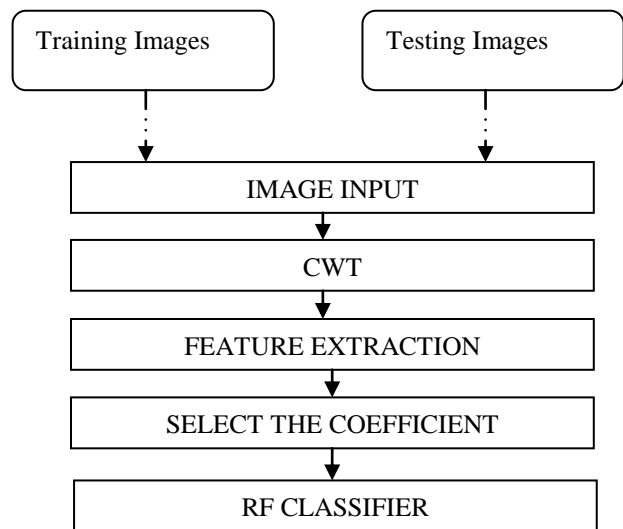 Training Images
Testing Images
IMAGE INPUT
CWT
FEATURE EXTRACTION
SELECT THE COEFFICIENT
RF CLASSIFIER